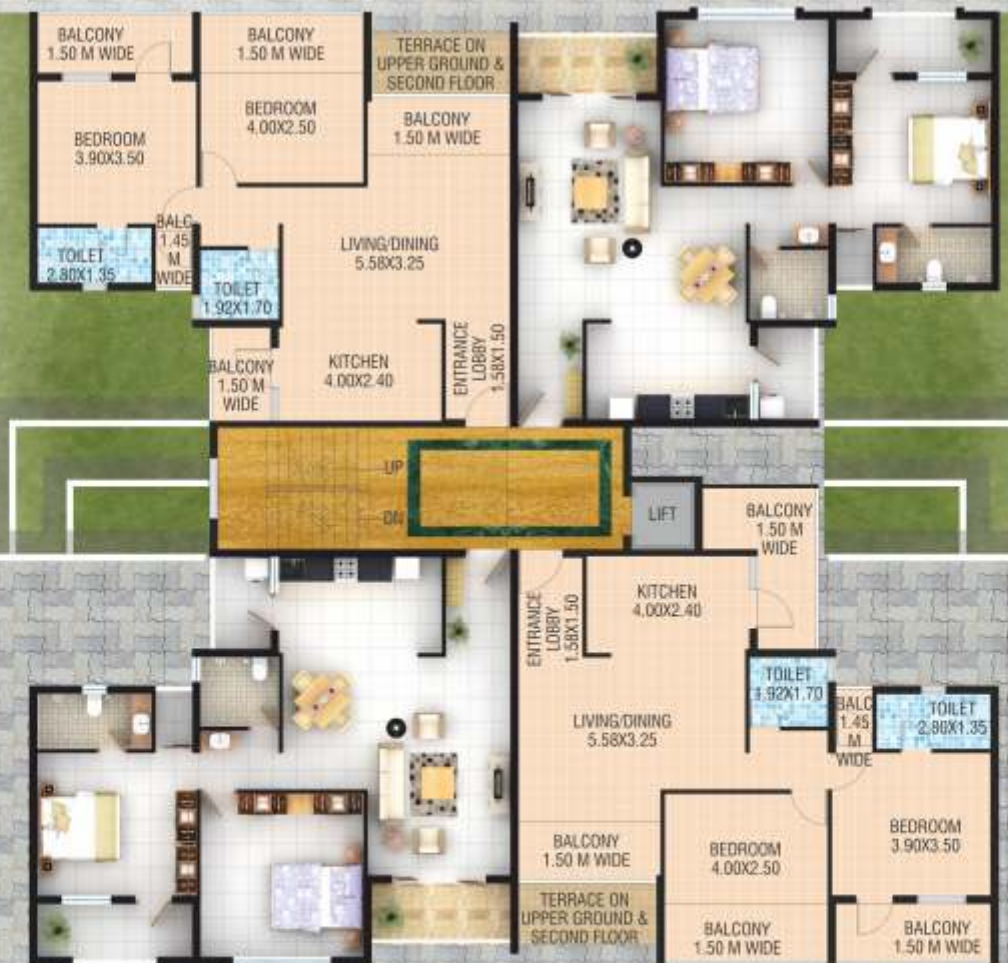 BALCONY
1.50 M WIDE
BALCONY
1.50 M WIDE
TERRACE ON
UPPER GROUND &
SECOND FLOOR
BEDROOM
4.00X2.50
BALCONY
1.50 M WIDE
BEDROOM
3.90X3.50
BALC
1.45
M
WIDE
TOILET
2.80X1.35
LIVING/DINING
5.58X3.25
TOILET
1.92X1.70
ENTRANCE
LOBBY
1.58X1.50
BALCONY
1.50 M
WIDE
KITCHEN
4.00X2.40
UP
DN
LIFT
BALCONY
1.50 M
WIDE
KITCHEN
4.00X2.40
ENTRANCE
LOBBY
1.58X1.50
TOILET
1.92X1.70
BALC
1.45
M
WIDE
TOILET
2.80X1.35
LIVING/DINING
5.58X3.25
BEDROOM
3.90X3.50
BALCONY
1.50 M WIDE
BEDROOM
4.00X2.50
TERRACE ON
UPPER GROUND &
SECOND FLOOR
BALCONY
1.50 M WIDE
BALCONY
1.50 M WIDE